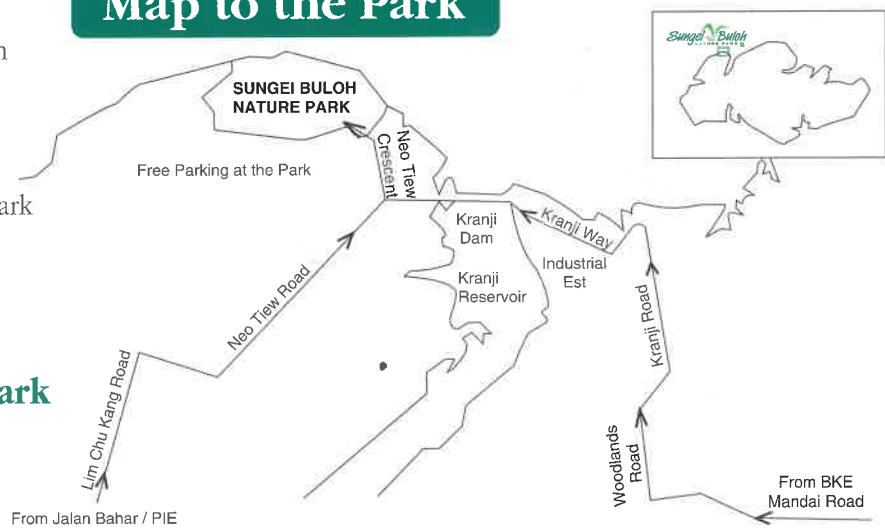 Map to the Park
n
ark
ark
Sungei Buloh
NATURE PARK
SUNGEI BULOH
NATURE PARK
Free Parking at the Park
Neo Tiew
Crescent
Kranji
Dam
Kranji Way
Industrial
Est
Kranji
Reservoir
Neo Tiew Road
Kranji Road
Lim Chu Kang Road
Woodlands
Road
From BKE
Mandai Road
From Jalan Bahar / PIE